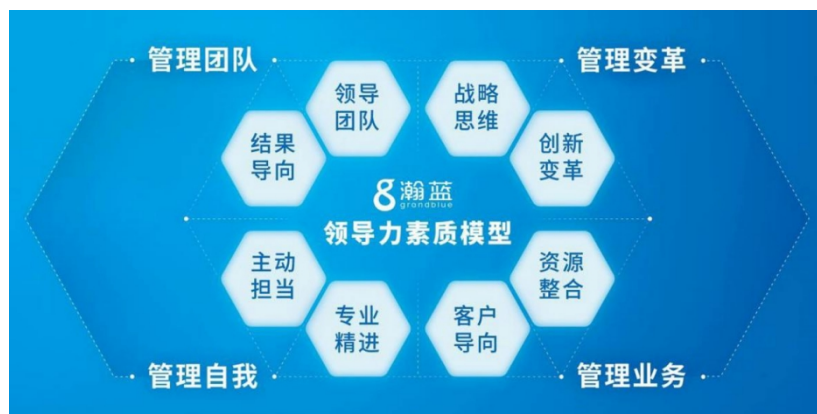 管理团队
管理变革
领导
团队
战略
思维
结果
导向
创新
变革
瀚蓝
grandblue
领导力素质模型
主动
担当
资源
整合
专业
精进
客户
导向
管理自我
管理业务